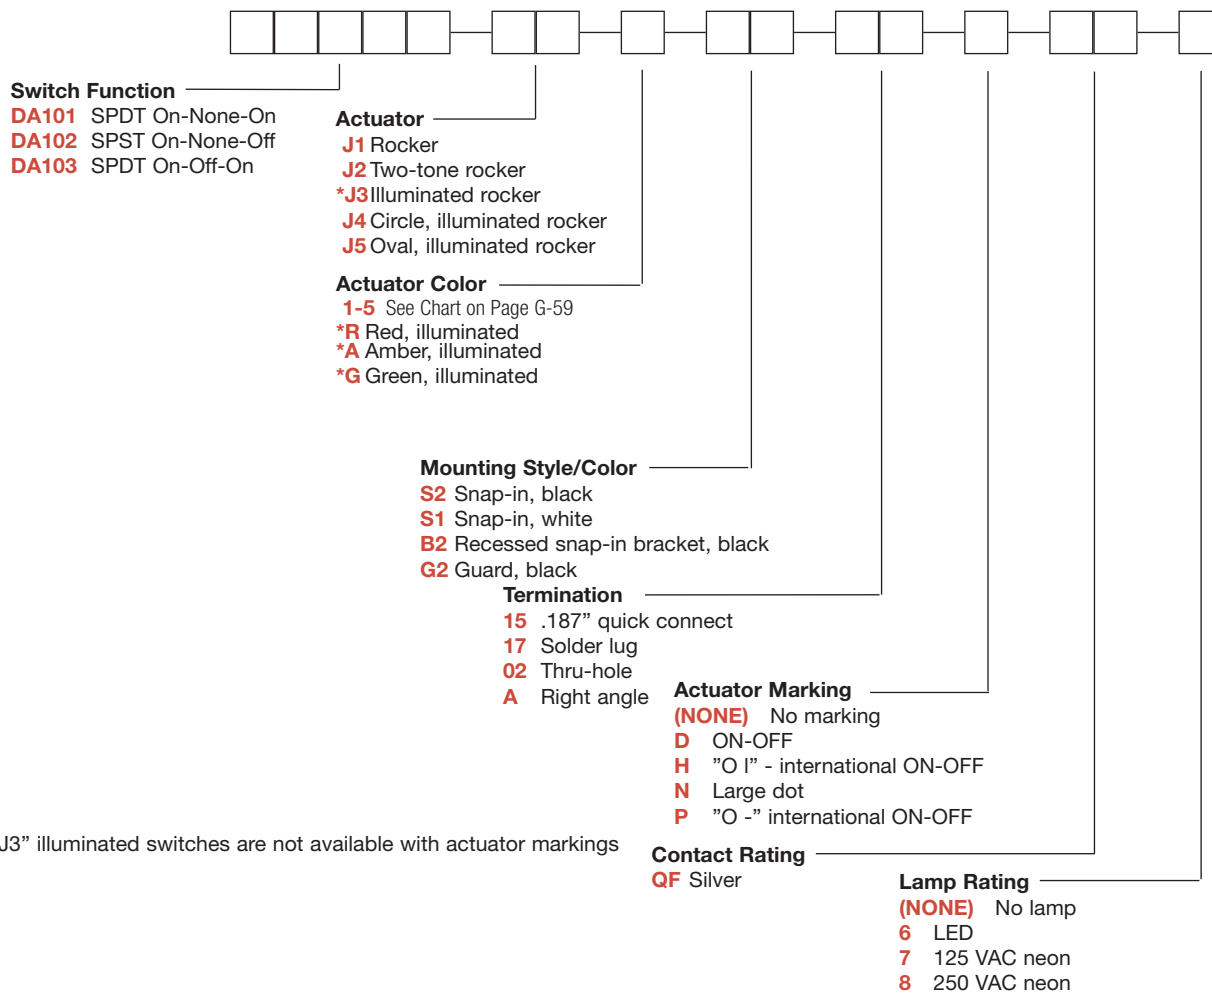 Switch Function
DA101 SPDT On-None-On
DA102 SPST On-None-Off
DA103 SPDT On-Off-On
Actuator
J1 Rocker
J2 Two-tone rocker
*J3 Illuminated rocker
J4 Circle, illuminated rocker
J5 Oval, illuminated rocker
Actuator Color
1-5 See Chart on Page G-59
*R Red, illuminated
*A Amber, illuminated
*G Green, illuminated
Mounting Style/Color
S2 Snap-in, black
S1 Snap-in, white
B2 Recessed snap-in bracket, black
G2 Guard, black
Termination
15 .187” quick connect
17 Solder lug
02 Thru-hole
A Right angle
Actuator Marking
(NONE) No marking
D ON-OFF
H ”O I” - international ON-OFF
N Large dot
P ”O -” international ON-OFF
J3” illuminated switches are not available with actuator markings
Contact Rating
QF Silver
Lamp Rating
(NONE) No lamp
6 LED
7 125 VAC neon
8 250 VAC neon